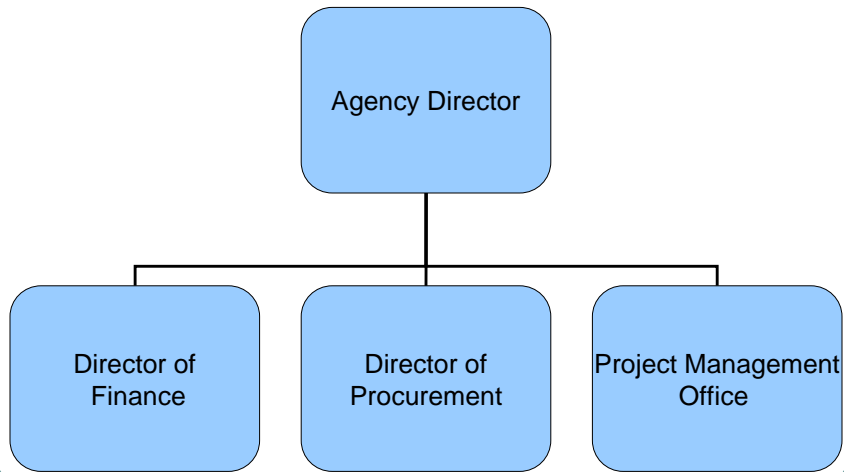 Agency Director
Director of
Finance
Director of
Procurement
Project Management
Office